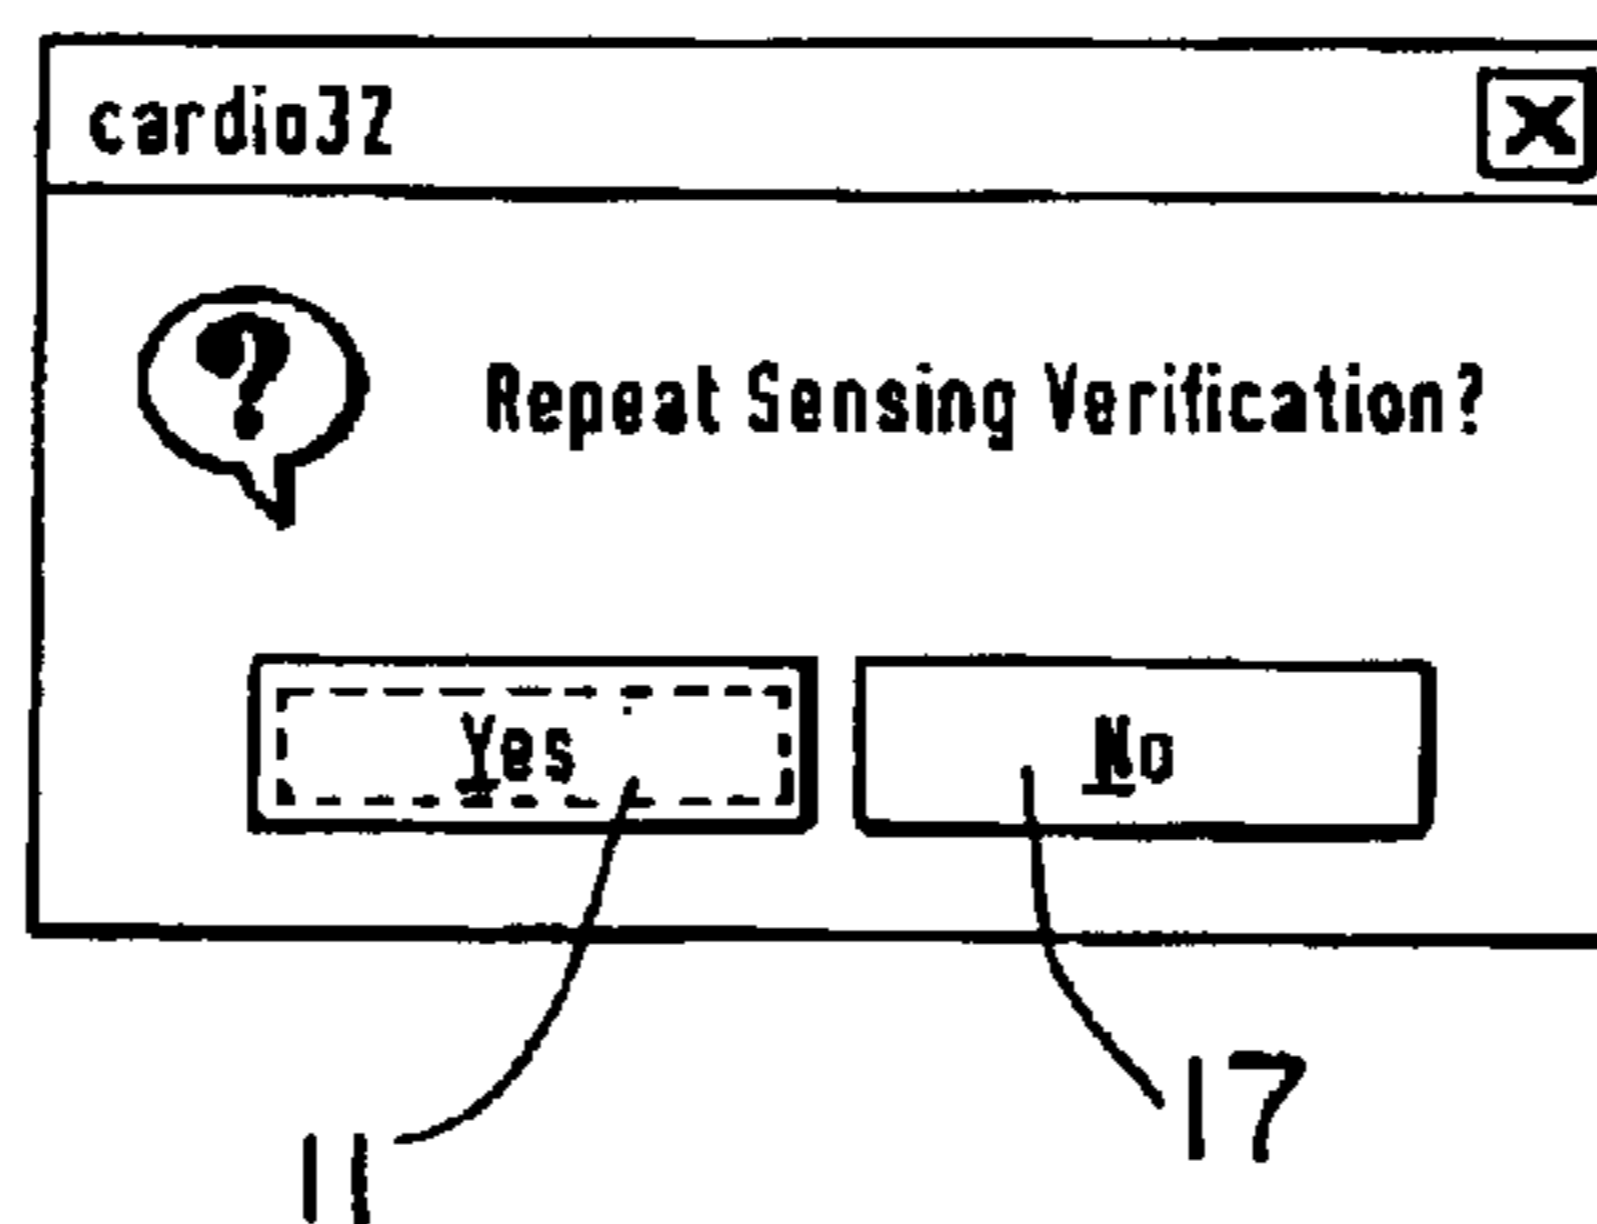 cardio32
Repeat Sensing Verification?
Yes No
17
11